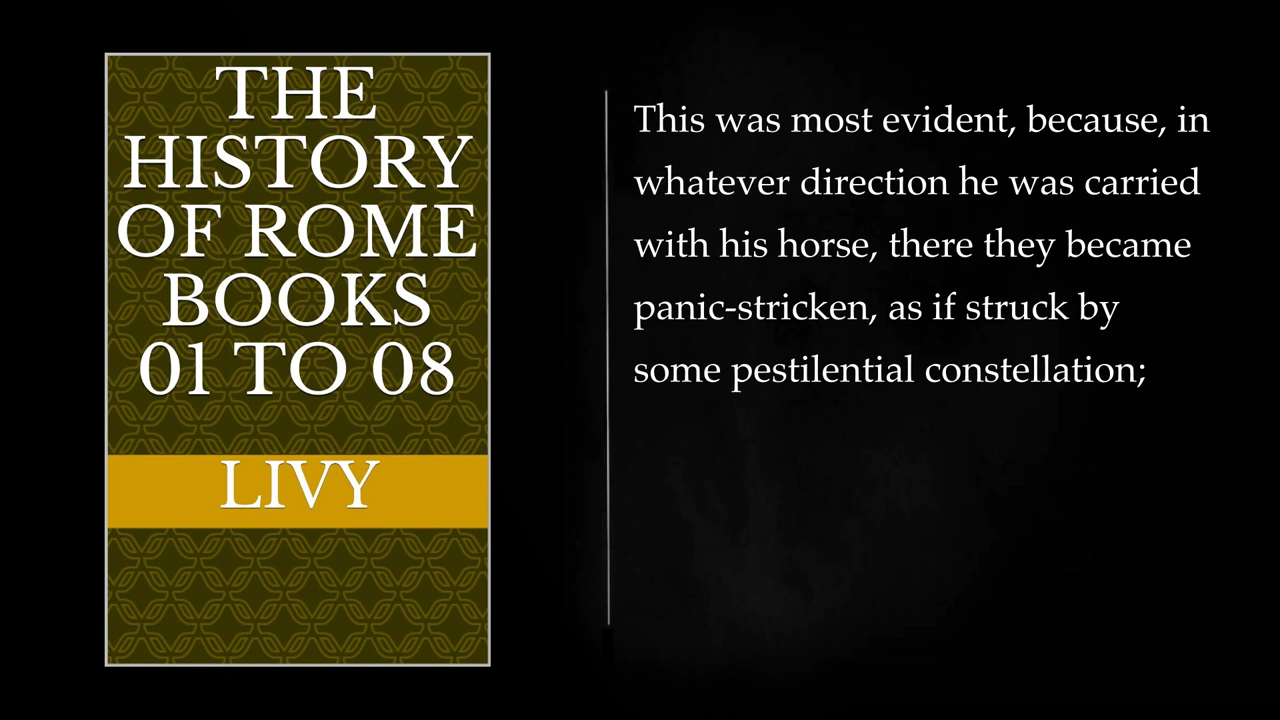 THE
HISTORY
OF ROME
BOOKS
01 TO 08
LIVY
This was most evident, because, in
whatever direction he was carried
with his horse, there they became
panic-stricken, as if struck by
some pestilential constellation;